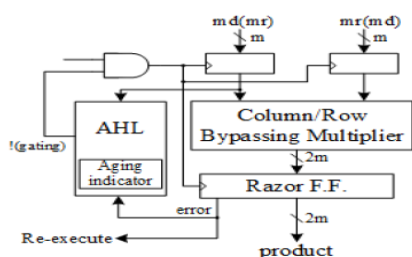 md(mr)
mr(md)
m
m
AHL
Column/Row
Bypassing Multiplier
!(gating)
Aging
indicator
2m
Razor F.F.
error
2m
Re-execute
product